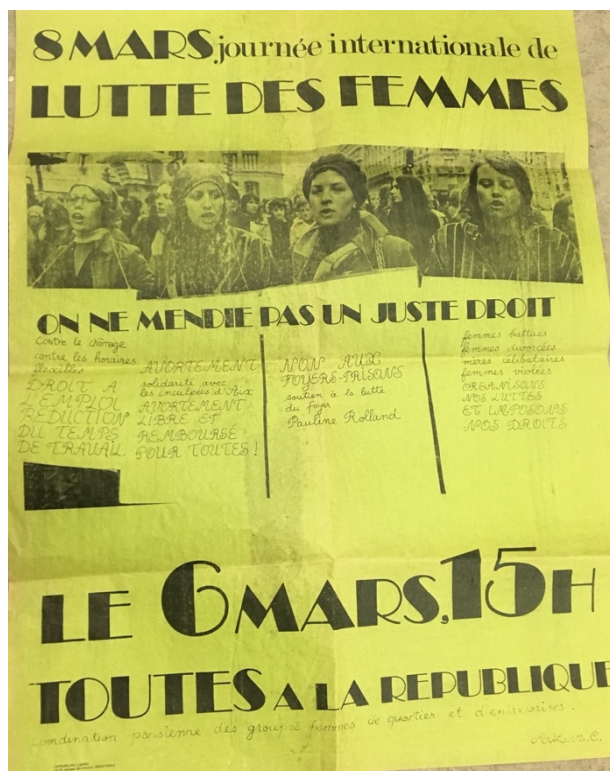 8 MARS journée internationale de
LUTTE DES FEMMES
ON NE MENDIE PAS UN JUSTE DROIT
Contre le chômage
contre les horaires
flexibles
DROIT A
L'EMPLOI
REDUCTION
DU TEMPS
DE TRAVAIL
AVORTEMENT
solidarité avec
les inculpées d'Aix
AVORTEMENT
LIBRE ET
REMBOURSÉ
POUR TOUTES !
NON AUX
FOYERS-PRISONS
soutien à la lutte
du foyer
Pauline Rolland
femmes battues
femmes divorcées
mères célibataires
femmes violées
ORGANISONS
NOS LUTTES
ET IMPOSONS
NOS DROITS
LE 6 MARS, 15H
TOUTES A LA REPUBLIQUE
coordination parisienne des groupes femmes de quartier et d'entreprises.